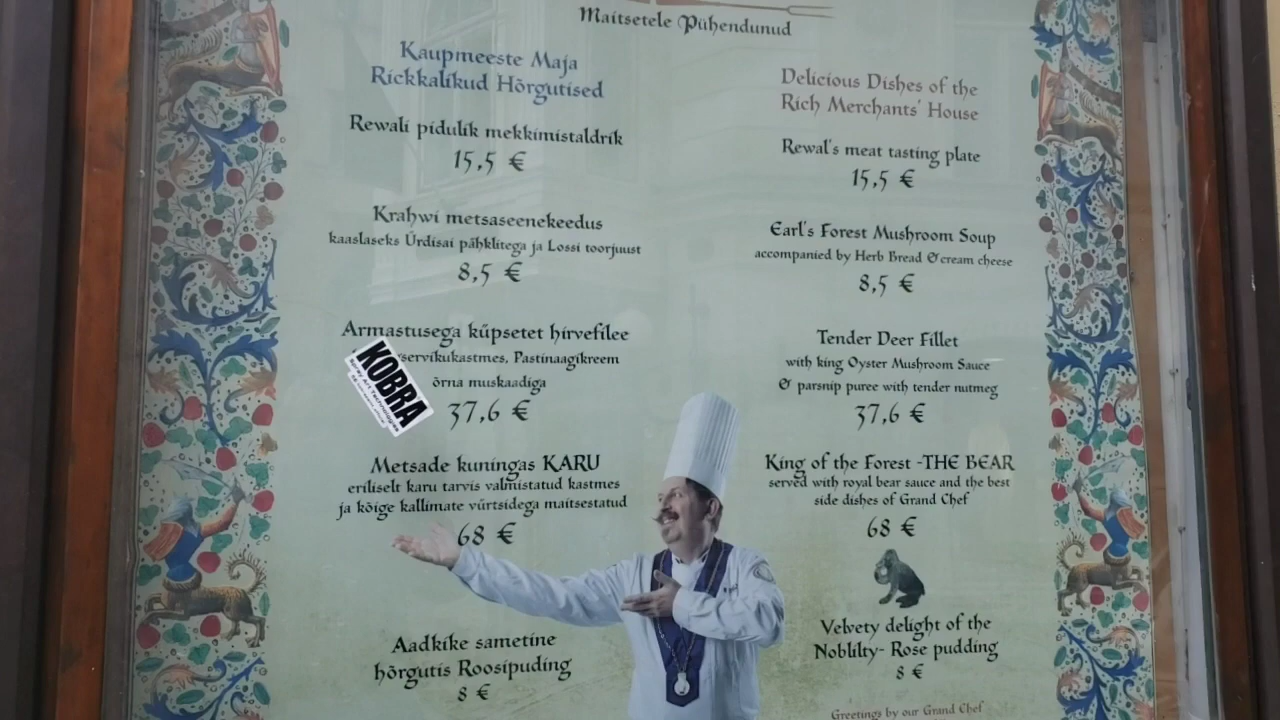 Maitsetele Pühendunud
Kaupmeeste Maja
Rickkalikud Hõrgutised
Rewali pidulik mekkimistaldrik
15,5 €
Krahwi metsaseenekeedus
kaaslaseks Ürdisai pähklitega ja Lossi toorjuust
8,5 €
Armastusega küpsetet hirvefilee
servikukastmes, Pastinaagikreem
õrna muskaadiga
37,6 €
KOBRA
Metsade kuningas KARU
eriliselt karu tarvis valmistatud kastmes
ja kõige kallimate vürtsidega maitsestatud
68 €
Aadkike sametine
hõrgutis Roosipuding
8 €
Delicious Dishes of the
Rich Merchants' House
Rewal's meat tasting plate
15,5 €
Earl's Forest Mushroom Soup
accompanied by Herb Bread & cream cheese
8,5 €
Tender Deer Fillet
with king Oyster Mushroom Sauce
& parsnip puree with tender nutmeg
37,6 €
King of the Forest -THE BEAR
served with royal bear sauce and the best
side dishes of Grand Chef
68 €
Velvety delight of the
Noblilty- Rose pudding
8 €
Greetings by our Grand Chef